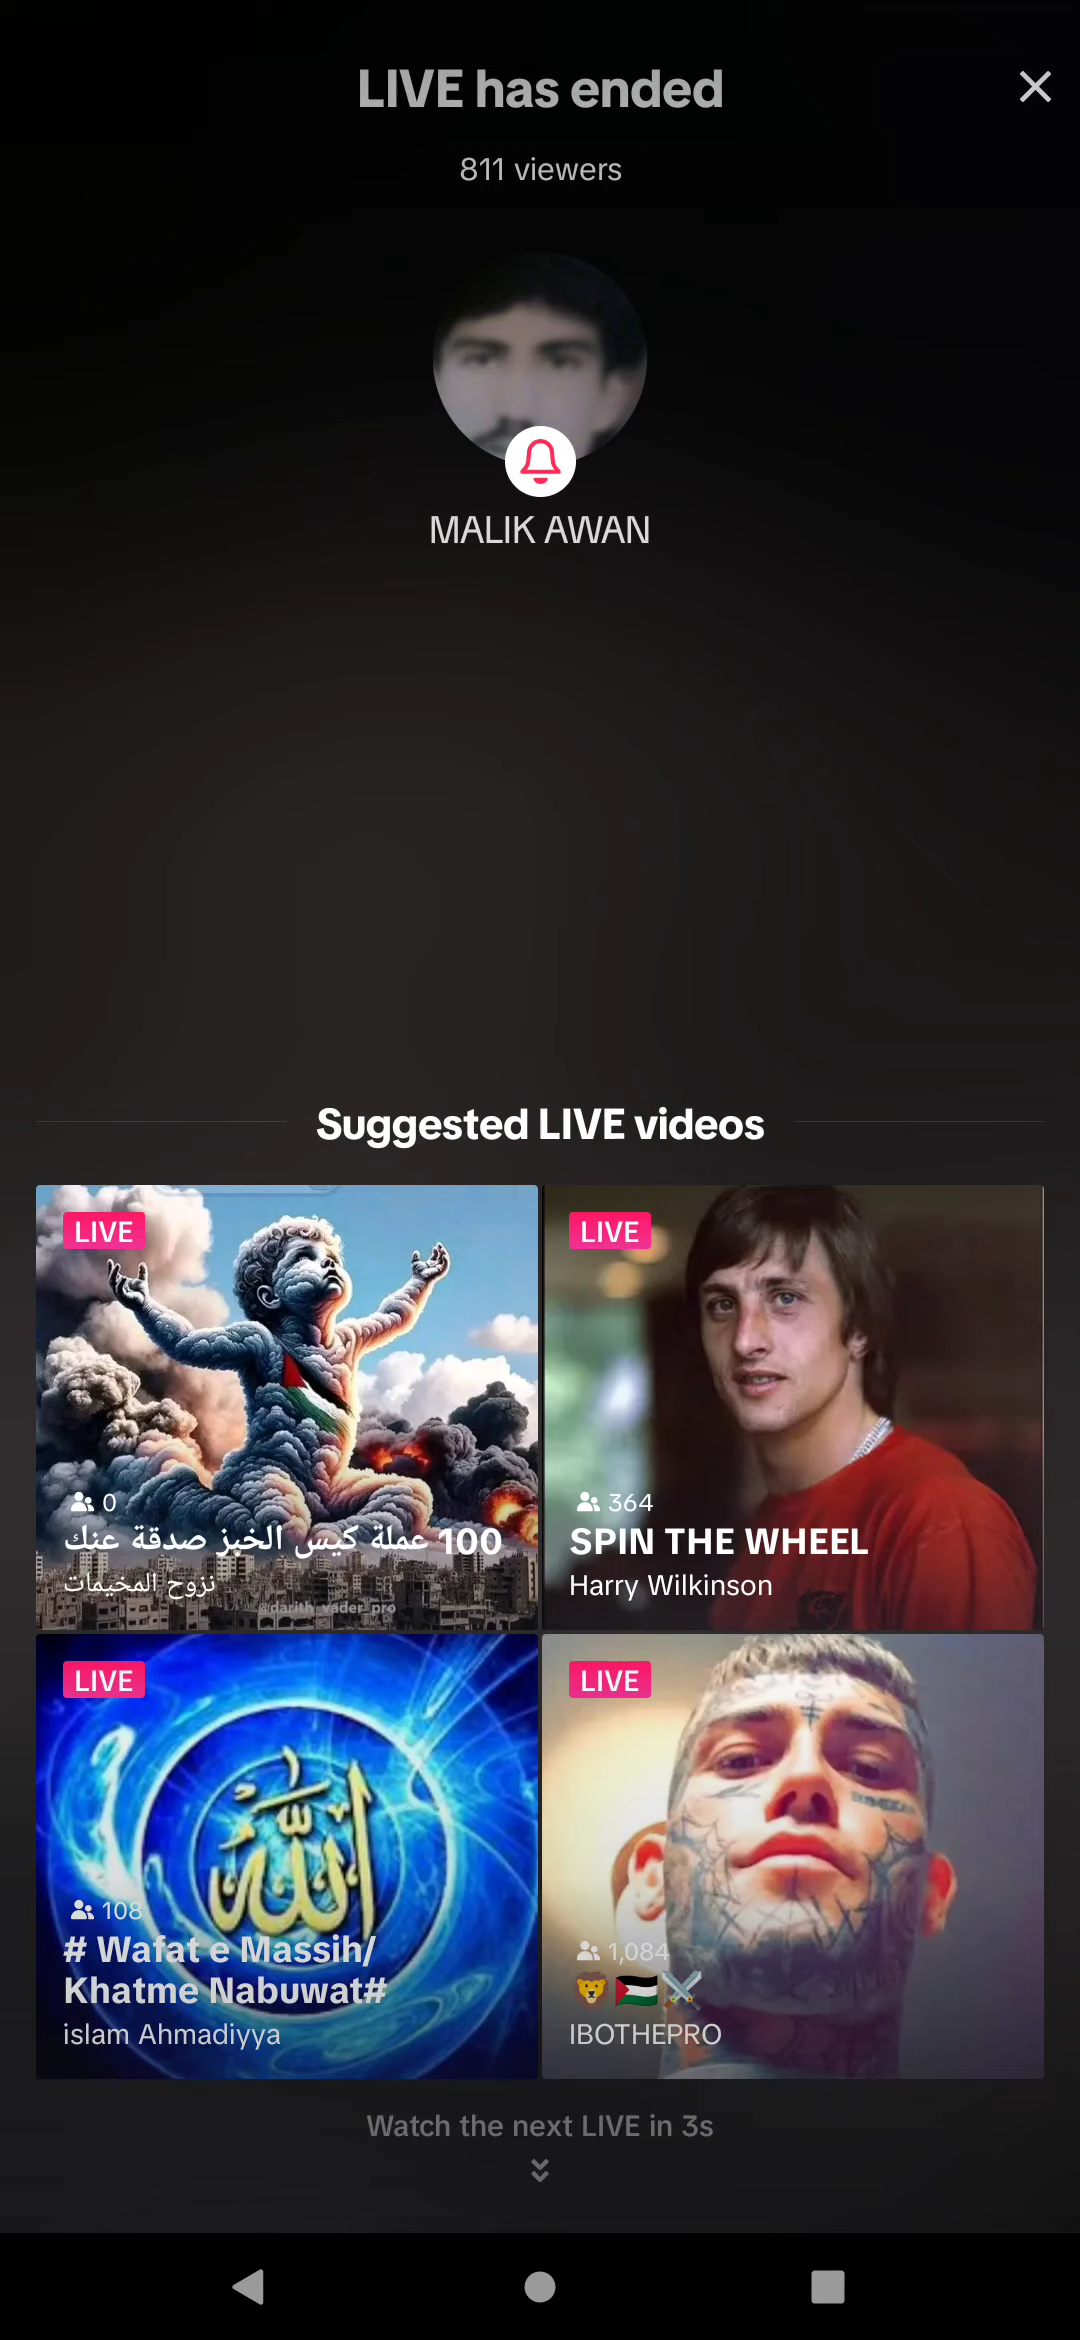 LIVE has ended
811 viewers
MALIK AWAN
Suggested LIVE videos
LIVE
0
100 عملة كيس الخبز صدقة عنك
نزوح المخيمات
@darith_vader_pro
LIVE
364
SPIN THE WHEEL
Harry Wilkinson
LIVE
الله
108
# Wafat e Massih/
Khatme Nabuwat#
islam Ahmadiyya
LIVE
1,084
🦁🇵🇸⚔️
IBOTHEPRO
Watch the next LIVE in 3s